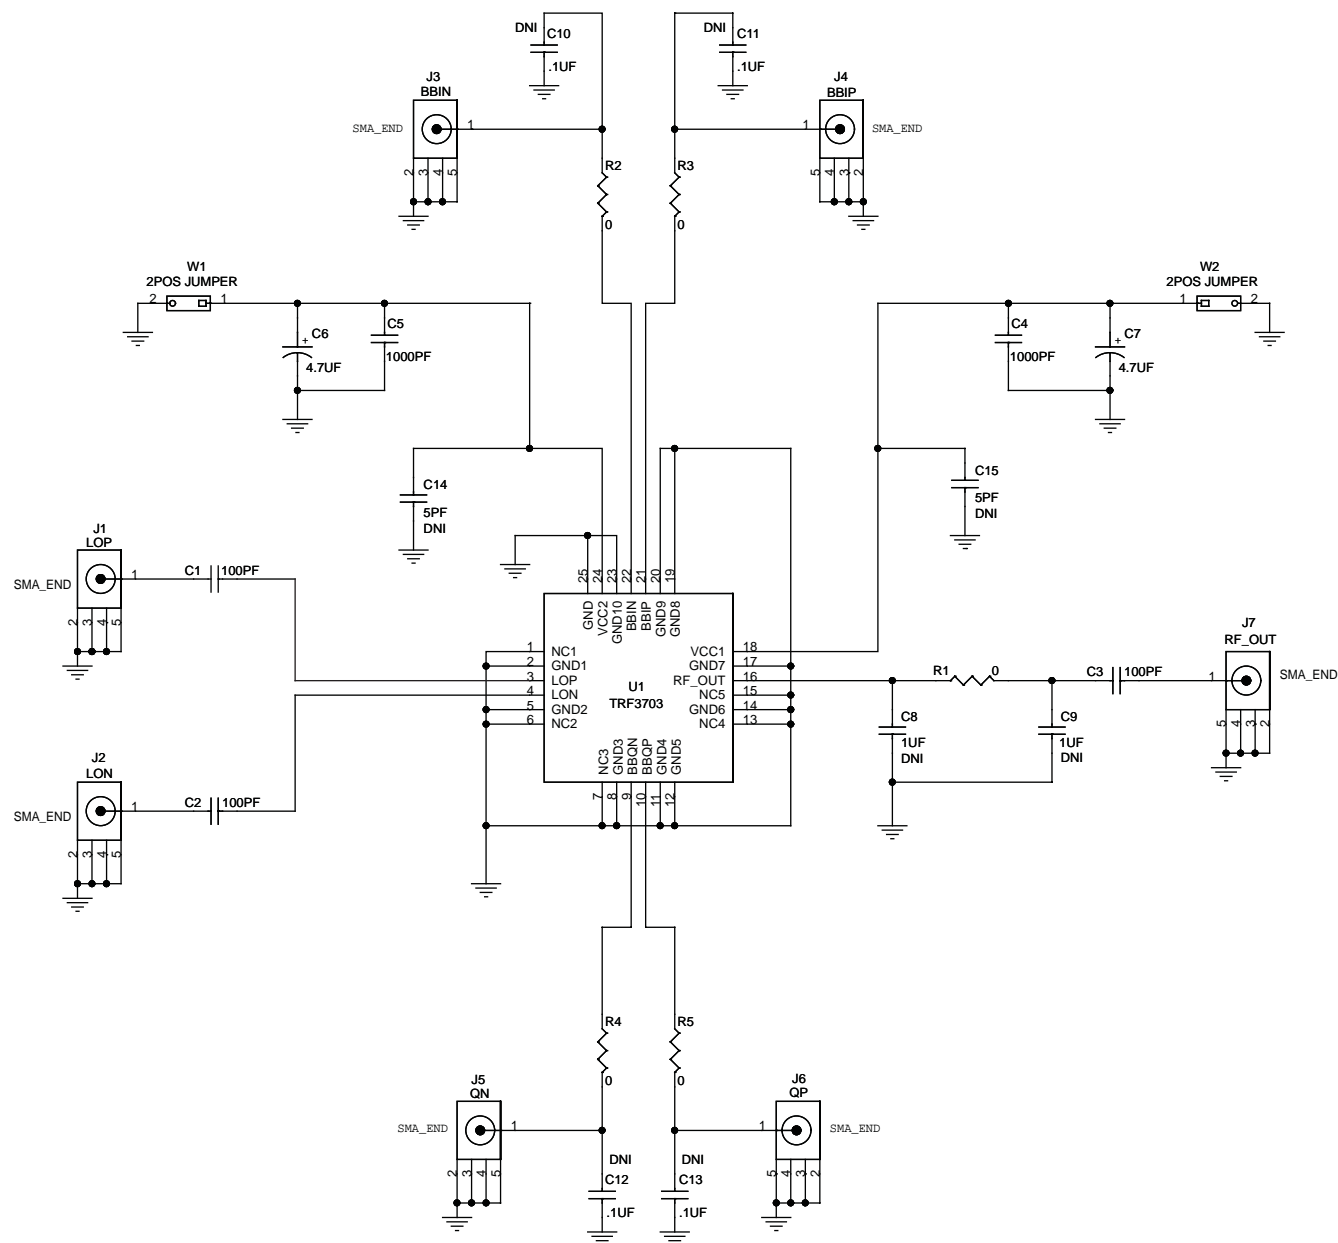 DNI
C10
.1UF
DNI
C11
.1UF
J3
BBIN
SMA_END
1
2
3
4
5
J4
BBIP
SMA_END
1
5
4
3
2
R2
0
R3
0
W1
2POS JUMPER
2
1
C6
+
4.7UF
C5
1000PF
W2
2POS JUMPER
1
2
C4
1000PF
C7
+
4.7UF
C14
5PF
DNI
C15
5PF
DNI
J1
LOP
SMA_END
1
2
3
4
5
C1
100PF
J2
LON
SMA_END
1
2
3
4
5
C2
100PF
25
24
23
22
21
20
19
GND
VCC2
GND10
BBIN
BBIP
GND9
GND8
1
NC1
2
GND1
3
LOP
4
LON
5
GND2
6
NC2
U1
TRF3703
VCC1
18
GND7
17
RF_OUT
16
NC5
15
GND6
14
NC4
13
NC3
GND3
BBQN
BBQP
GND4
GND5
7
8
9
10
11
12
R1
0
C3
100PF
C8
1UF
DNI
C9
1UF
DNI
J7
RF_OUT
SMA_END
1
5
4
3
2
R4
0
R5
0
J5
QN
SMA_END
1
2
3
4
5
J6
QP
SMA_END
1
5
4
3
2
DNI
C12
.1UF
DNI
C13
.1UF